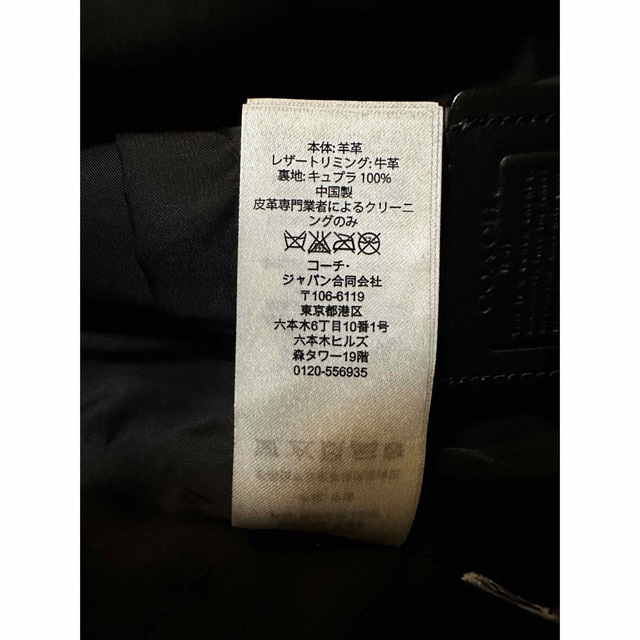 本体: 羊革
レザートリミング: 牛革
裏地: キュプラ 100%
中国製
皮革専門業者によるクリーニ
ングのみ
コーチ・
ジャパン合同会社
〒106-6119
東京都港区
六本木6丁目10番1号
六本木ヒルズ
森タワー19階
0120-556935
COACH